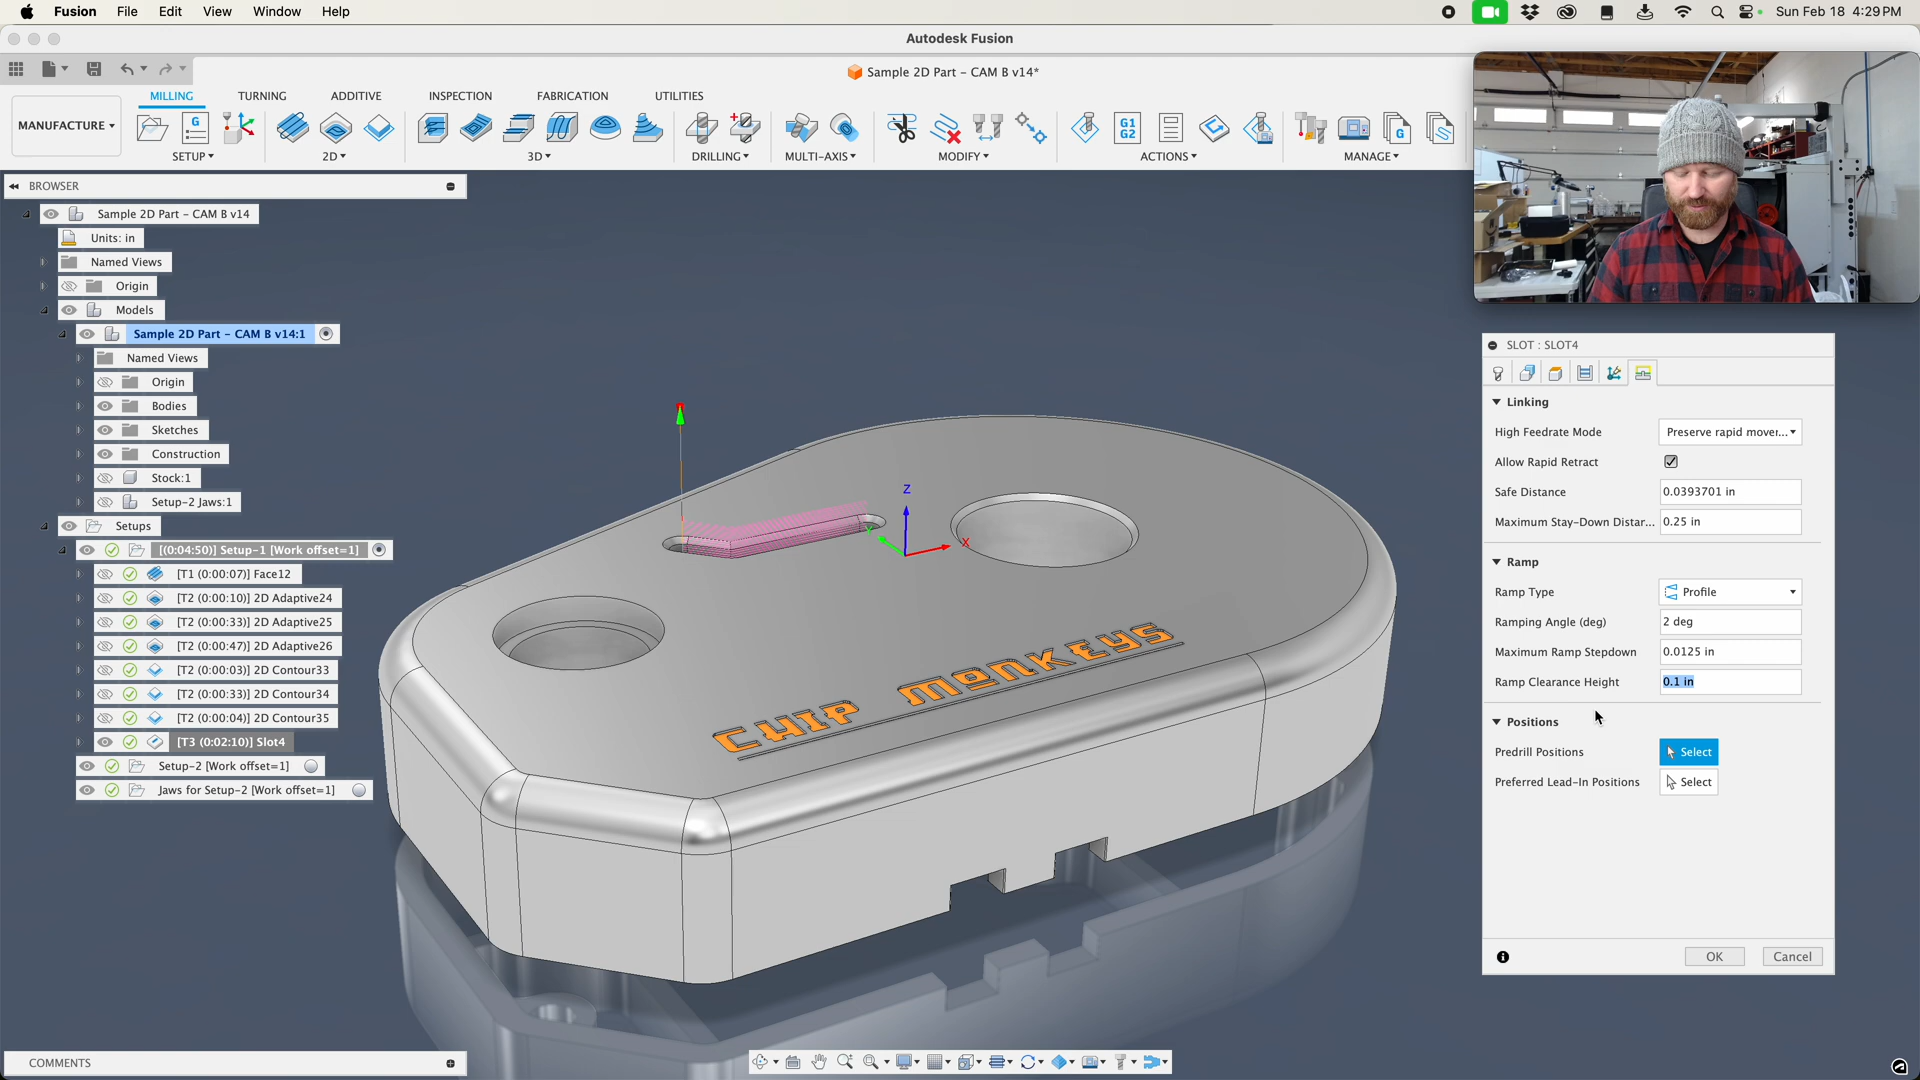 Fusion File Edit View Window Help
Sun Feb 18 4:29 PM
Autodesk Fusion
Sample 2D Part - CAM B v14*
MILLING TURNING ADDITIVE INSPECTION FABRICATION UTILITIES
MANUFACTURE
G
G1 G2
G
SETUP 2D 3D DRILLING MULTI-AXIS MODIFY ACTIONS MANAGE
BROWSER
Sample 2D Part - CAM B v14
Units: in
Named Views
Origin
Models
Sample 2D Part - CAM B v14:1
Named Views
Origin
Bodies
Sketches
Construction
Stock:1
Setup-2 Jaws:1
Setups
[(0:04:50)] Setup-1 [Work offset=1]
[T1 (0:00:07)] Face12
[T2 (0:00:10)] 2D Adaptive24
[T2 (0:00:33)] 2D Adaptive25
[T2 (0:00:47)] 2D Adaptive26
[T2 (0:00:03)] 2D Contour33
[T2 (0:00:33)] 2D Contour34
[T2 (0:00:04)] 2D Contour35
[T3 (0:02:10)] Slot4
Setup-2 [Work offset=1]
Jaws for Setup-2 [Work offset=1]
Z
X
CHIP MONKEYS
SLOT : SLOT4
Linking
High Feedrate Mode Preserve rapid mover...
Allow Rapid Retract
Safe Distance 0.0393701 in
Maximum Stay-Down Distar... 0.25 in
Ramp
Ramp Type Profile
Ramping Angle (deg) 2 deg
Maximum Ramp Stepdown 0.0125 in
Ramp Clearance Height 0.1 in
Positions
Predrill Positions Select
Preferred Lead-In Positions Select
OK Cancel
COMMENTS